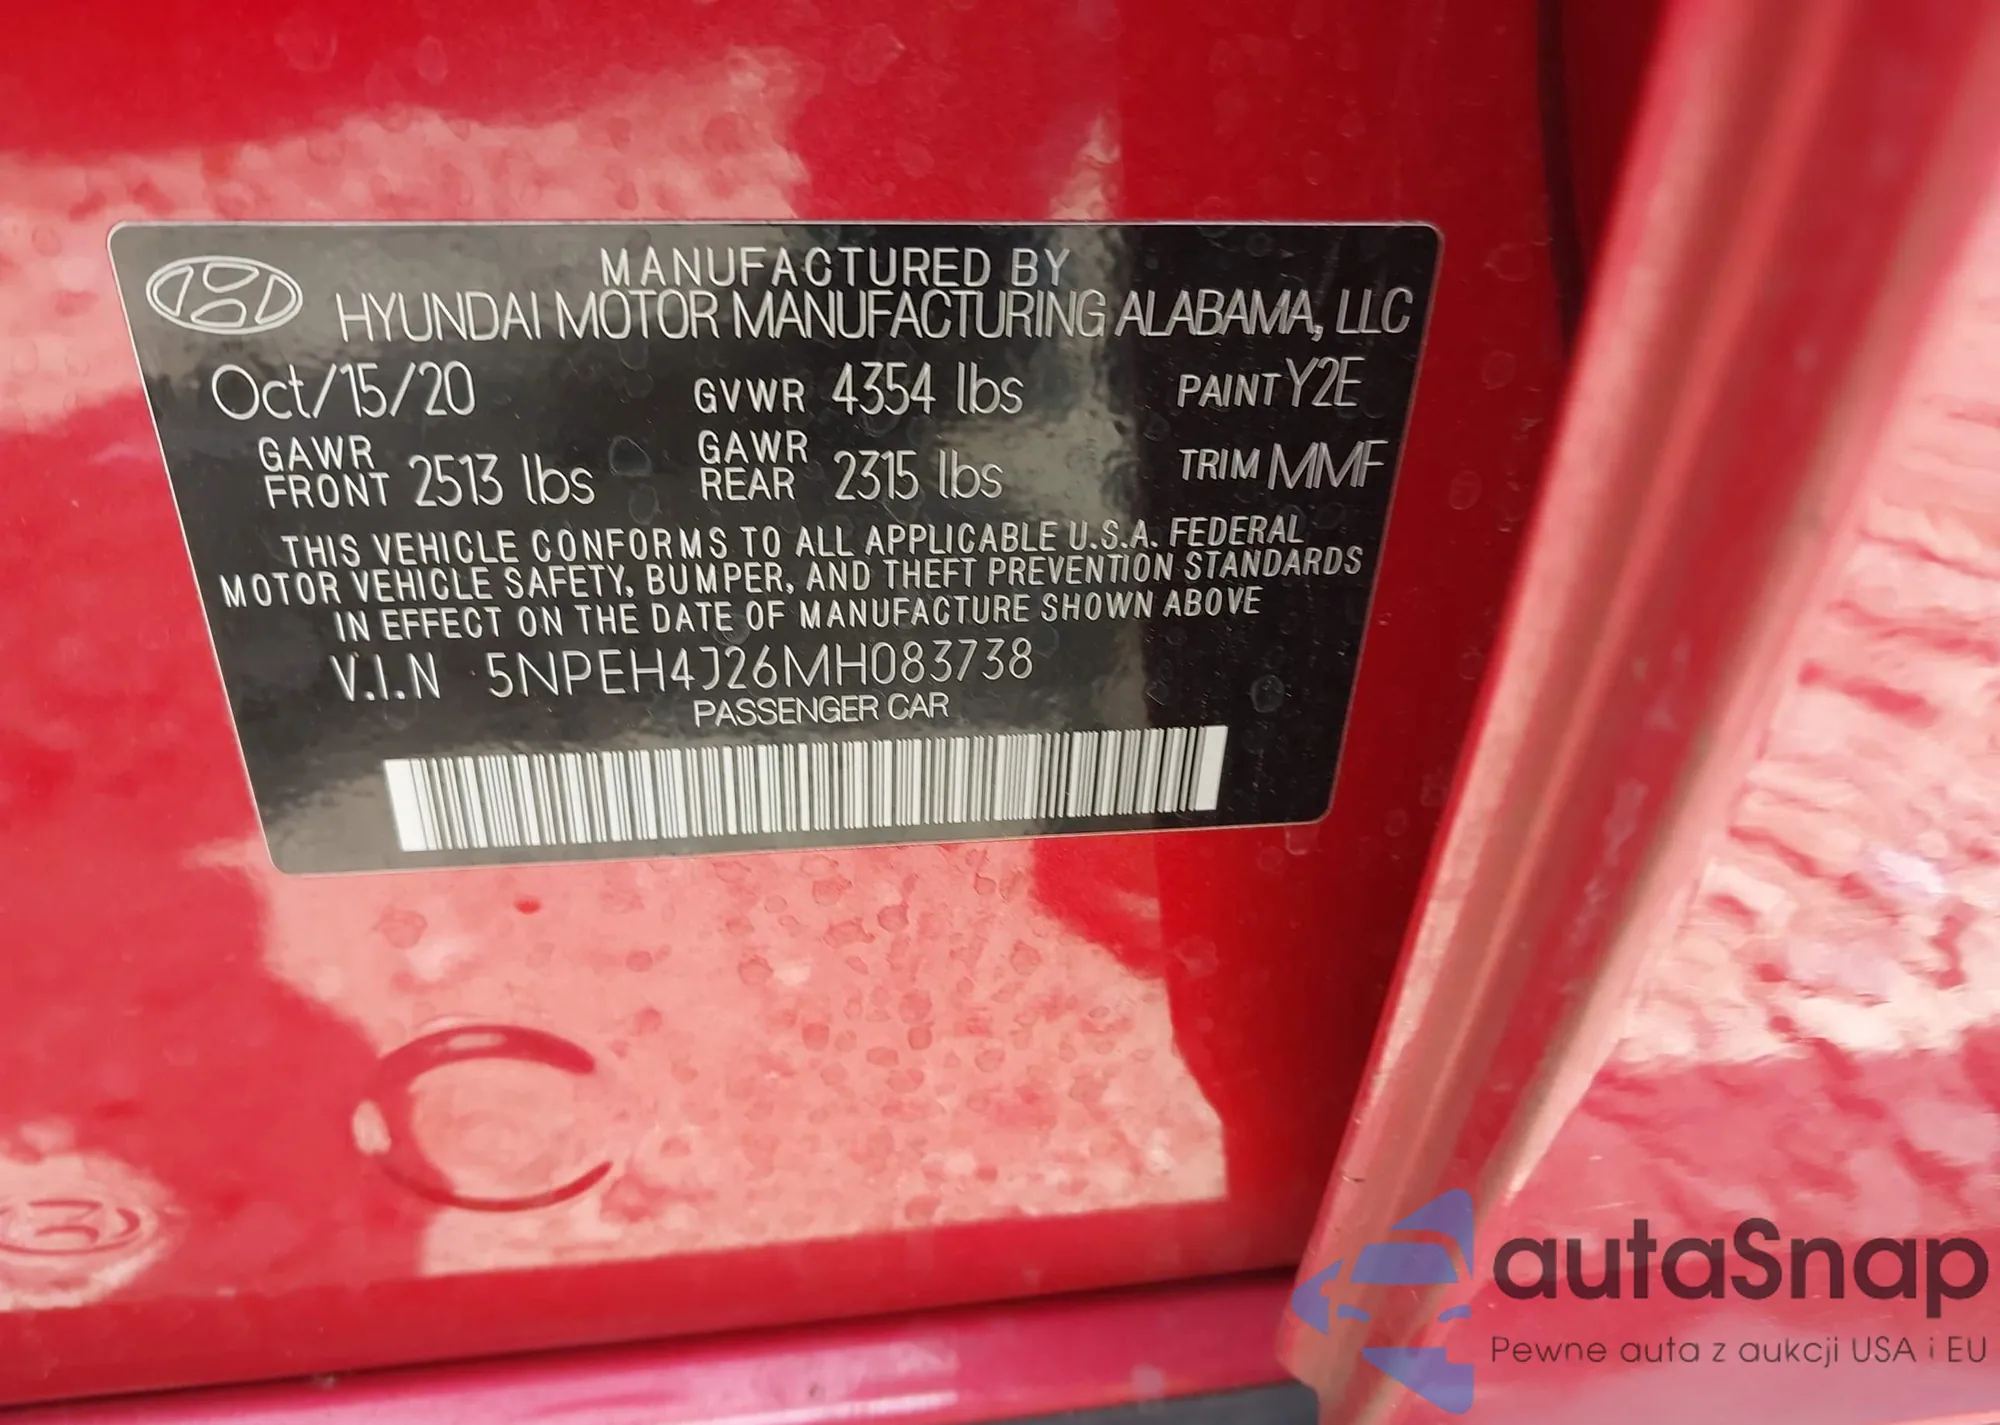 MANUFACTURED BY
HYUNDAI MOTOR MANUFACTURING ALABAMA, LLC
Oct/15/20 GVWR 4354 lbs PAINT Y2E
GAWR FRONT 2513 lbs GAWR REAR 2315 lbs TRIM MMF
THIS VEHICLE CONFORMS TO ALL APPLICABLE U.S.A. FEDERAL
MOTOR VEHICLE SAFETY, BUMPER, AND THEFT PREVENTION STANDARDS
IN EFFECT ON THE DATE OF MANUFACTURE SHOWN ABOVE
V.I.N 5NPEH4J26MH083738
PASSENGER CAR
autaSnap
Pewne auta z aukcji USA i EU